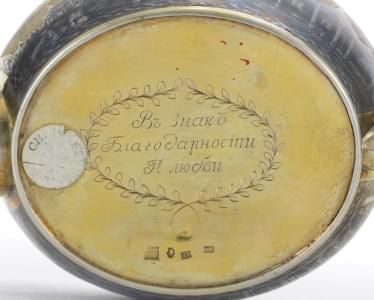 Въ знакъ
Благодарности
И любви